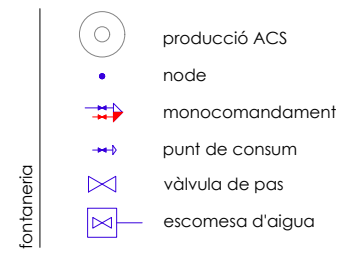 producció ACS
node
monocomandament
punt de consum
vàlvula de pas
escomesa d'aigua
fontaneria